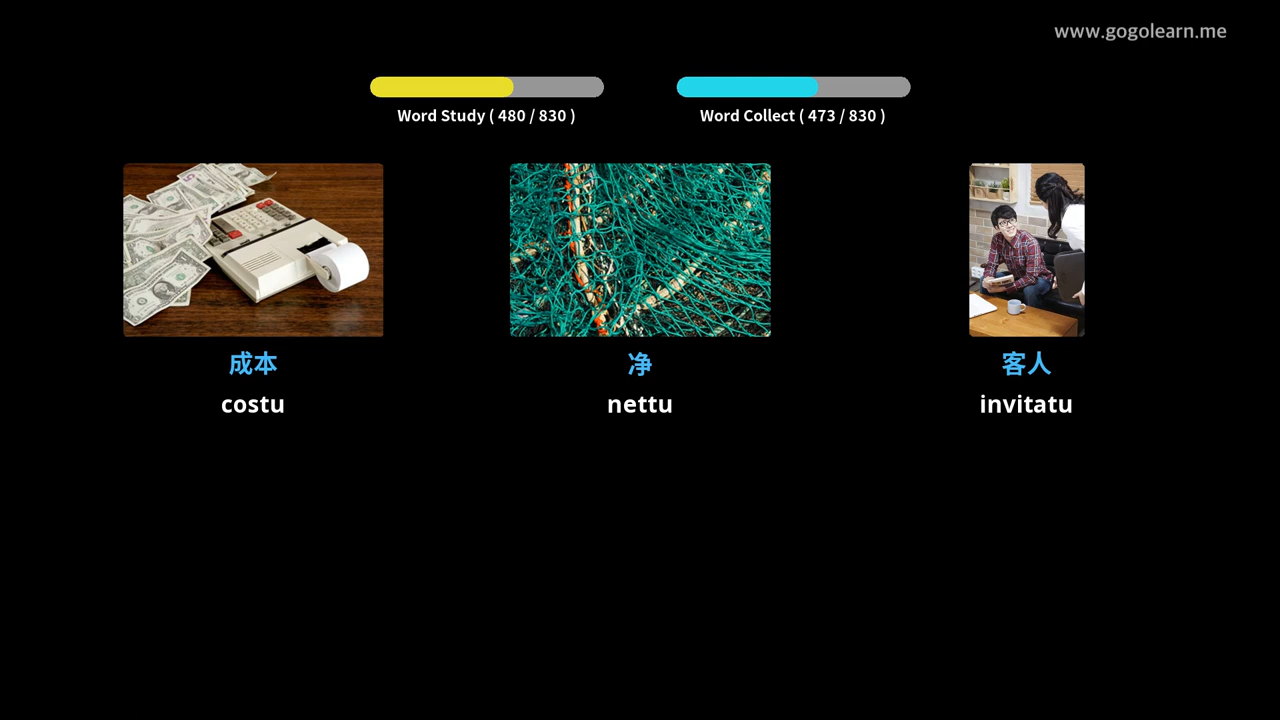 www.gogolearn.me
Word Study ( 480 / 830 )
Word Collect ( 473 / 830 )
成本
净
客人
costu
nettu
invitatu